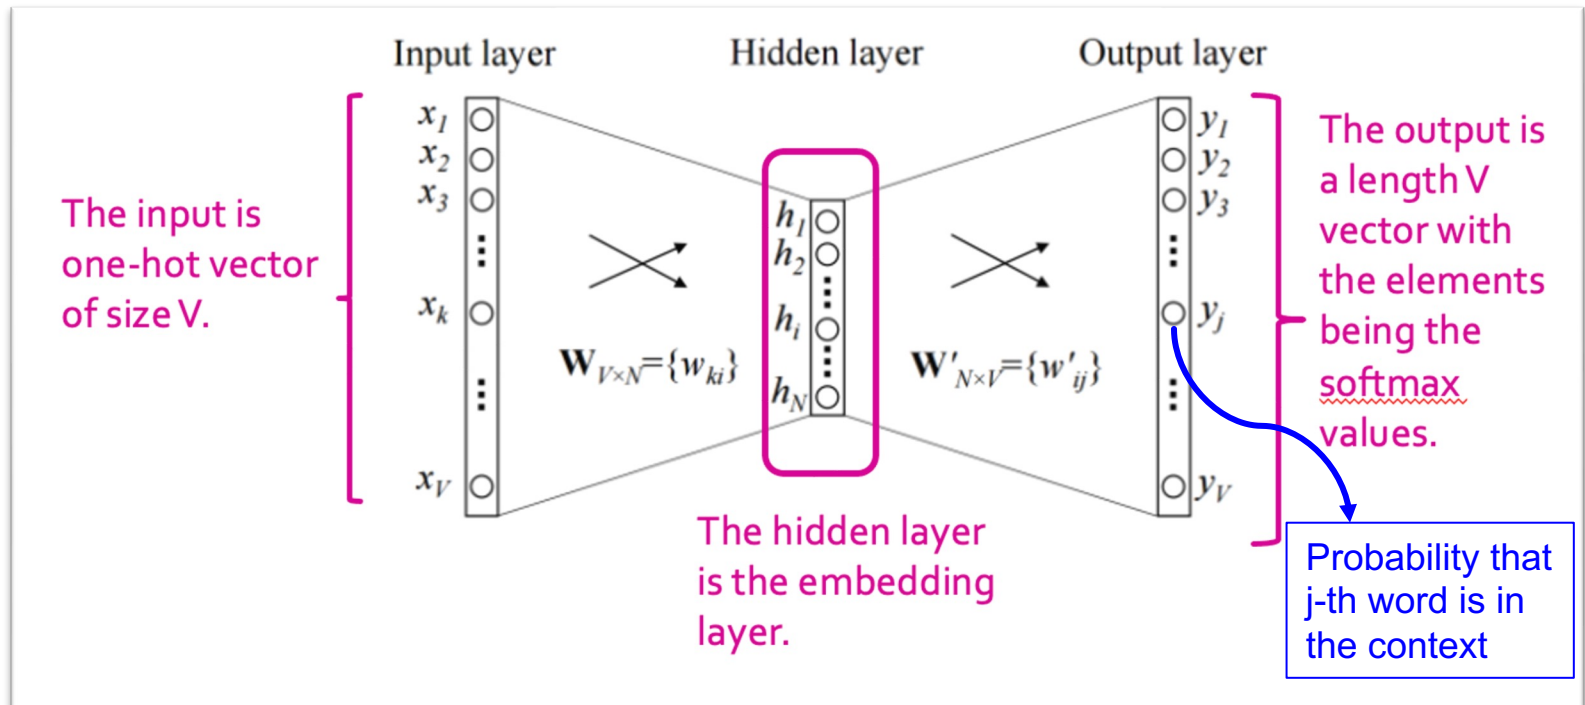 Input layer
Hidden layer
Output layer
x1
x2
x3
xk
xV
The input is
one-hot vector
of size V.
W V×N={wki}
h1
h2
hi
hN
The hidden layer
is the embedding
layer.
W'N×V={w'ij}
y1
y2
y3
yj
yV
The output is
a length V
vector with
the elements
being the
softmax
values.
Probability that
j-th word is in
the context